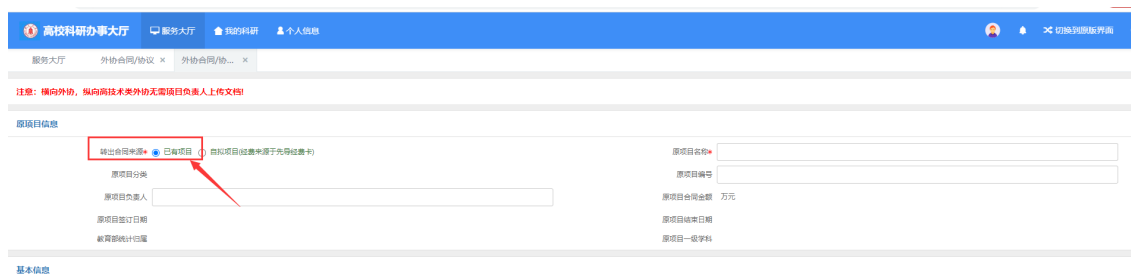 高校科研办事大厅 服务大厅 我的科研 个人信息 切换到原版界面
服务大厅 外协合同/协议 × 外协合同/协... ×
注意：横向外协，纵向高技术类外协无需项目负责人上传文档!
原项目信息
转出合同来源* 已有项目 自拟项目(经费来源于先导经费卡) 原项目名称*
原项目分类 原项目编号
原项目负责人 原项目合同金额 万元
原项目签订日期 原项目结束日期
教育部统计归属 原项目一级学科
基本信息